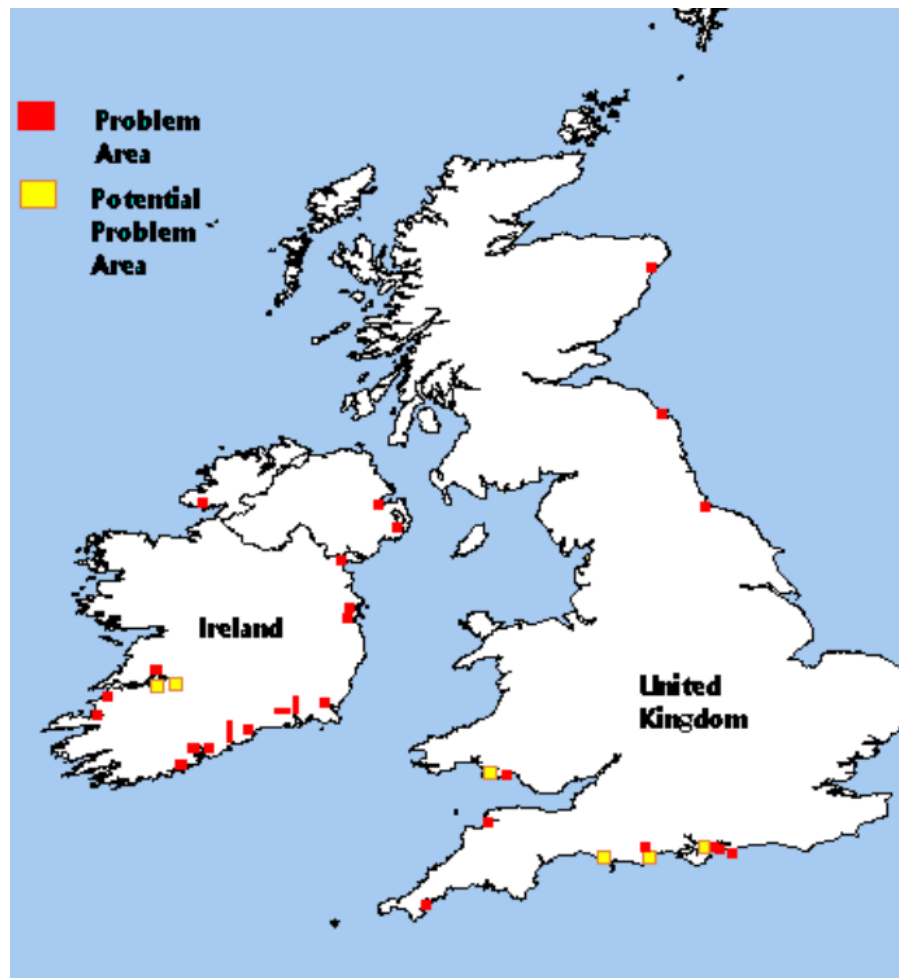 Problem
Area
Potential
Problem
Area
Ireland
United
Kingdom